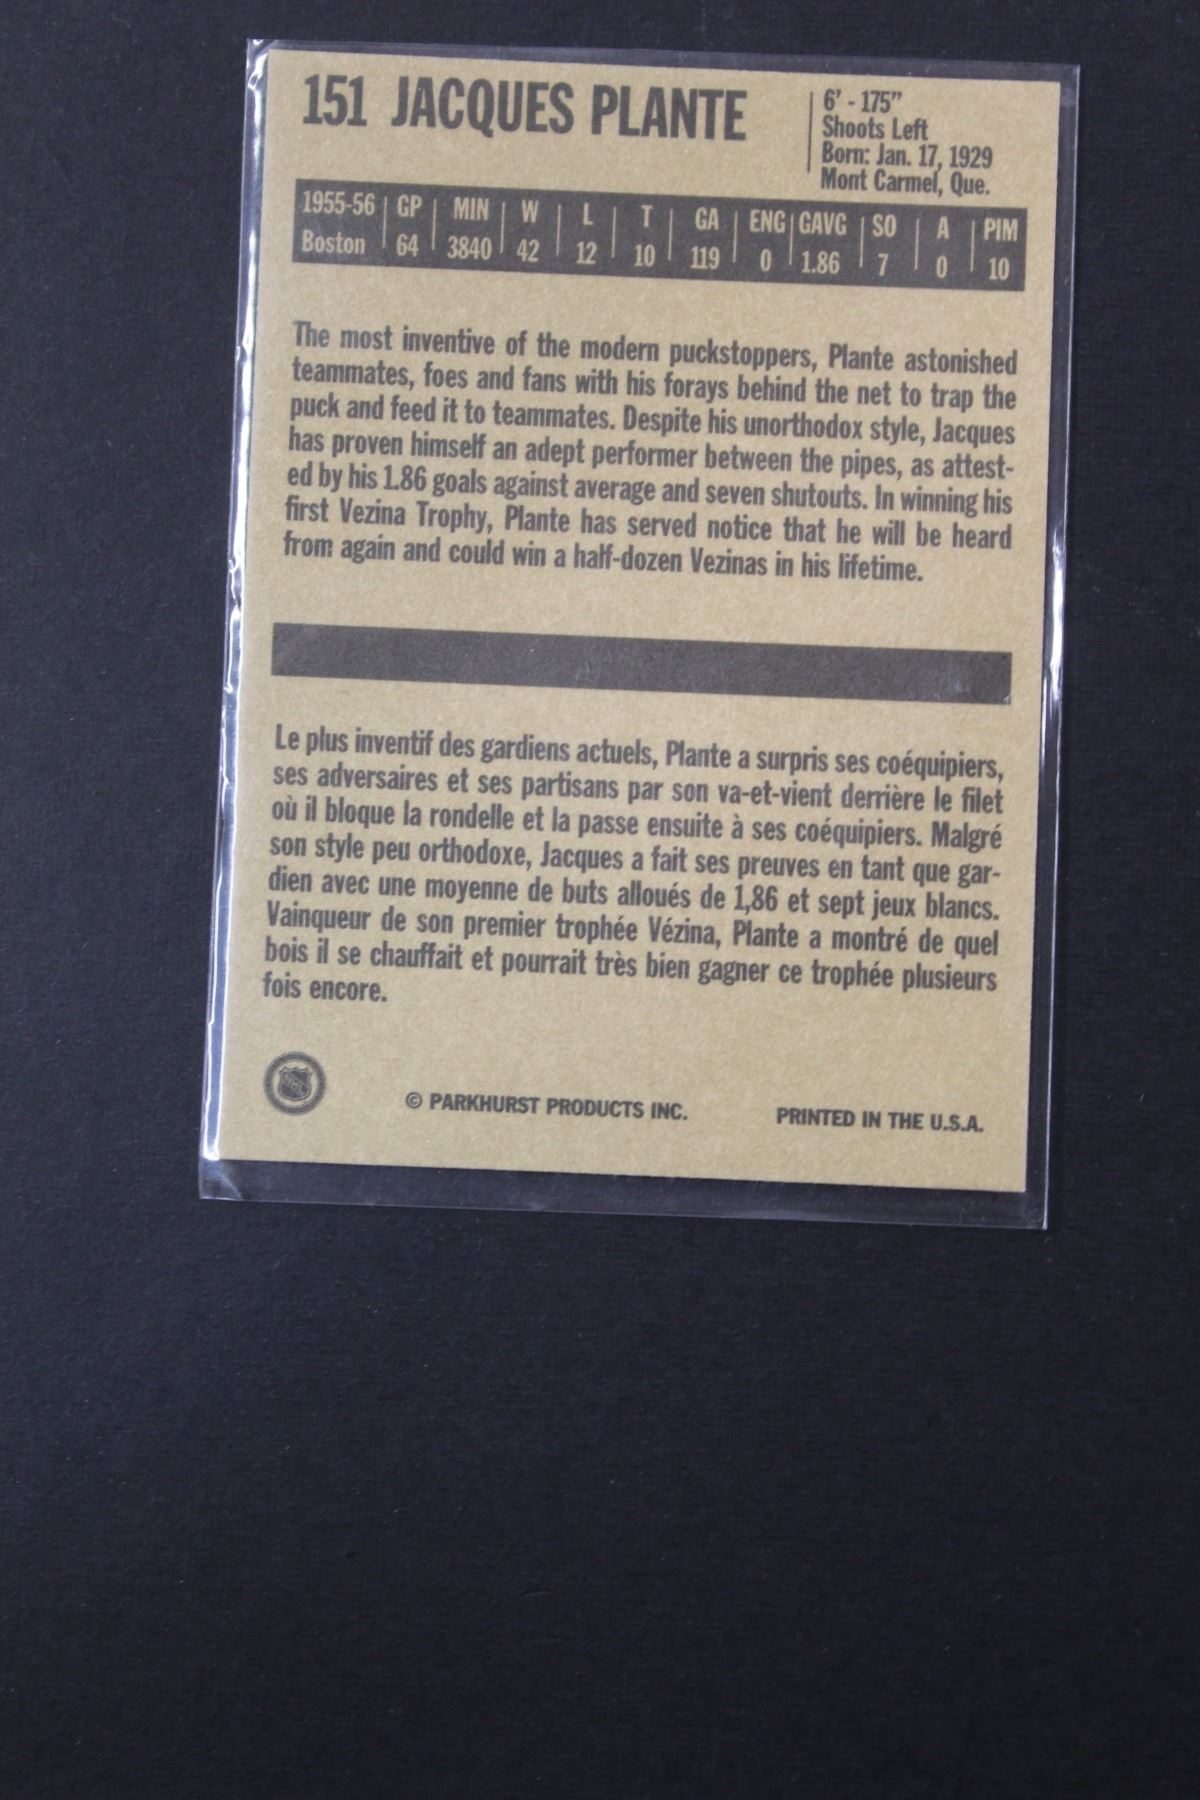 151 JACQUES PLANTE
6' - 175"
Shoots Left
Born: Jan. 17, 1929
Mont Carmel, Que.
1955-56 GP MIN W L T GA ENG GAVG SO A PIM
Boston 64 3840 42 12 10 119 0 1.86 7 0 10
The most inventive of the modern puckstoppers, Plante astonished
teammates, foes and fans with his forays behind the net to trap the
puck and feed it to teammates. Despite his unorthodox style, Jacques
has proven himself an adept performer between the pipes, as attest-
ed by his 1.86 goals against average and seven shutouts. In winning his
first Vezina Trophy, Plante has served notice that he will be heard
from again and could win a half-dozen Vezinas in his lifetime.
Le plus inventif des gardiens actuels, Plante a surpris ses coéquipiers,
ses adversaires et ses partisans par son va-et-vient derrière le filet
où il bloque la rondelle et la passe ensuite à ses coéquipiers. Malgré
son style peu orthodoxe, Jacques a fait ses preuves en tant que gar-
dien avec une moyenne de buts alloués de 1,86 et sept jeux blancs.
Vainqueur de son premier trophée Vézina, Plante a montré de quel
bois il se chauffait et pourrait très bien gagner ce trophée plusieurs
fois encore.
NHL
© PARKHURST PRODUCTS INC.
PRINTED IN THE U.S.A.